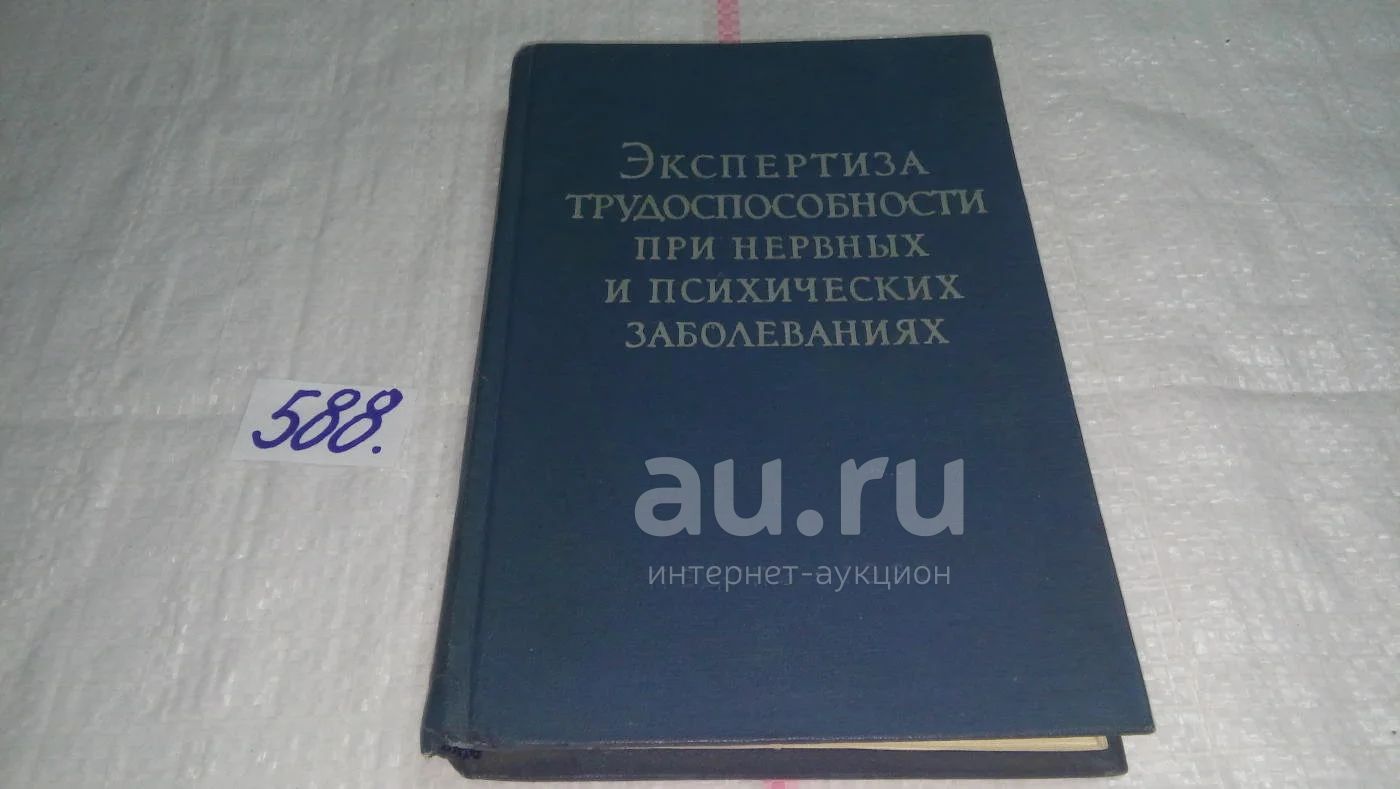 Экспертиза
трудоспособности
при нервных
и психических
заболеваниях
588.
au.ru
интернет-аукцион